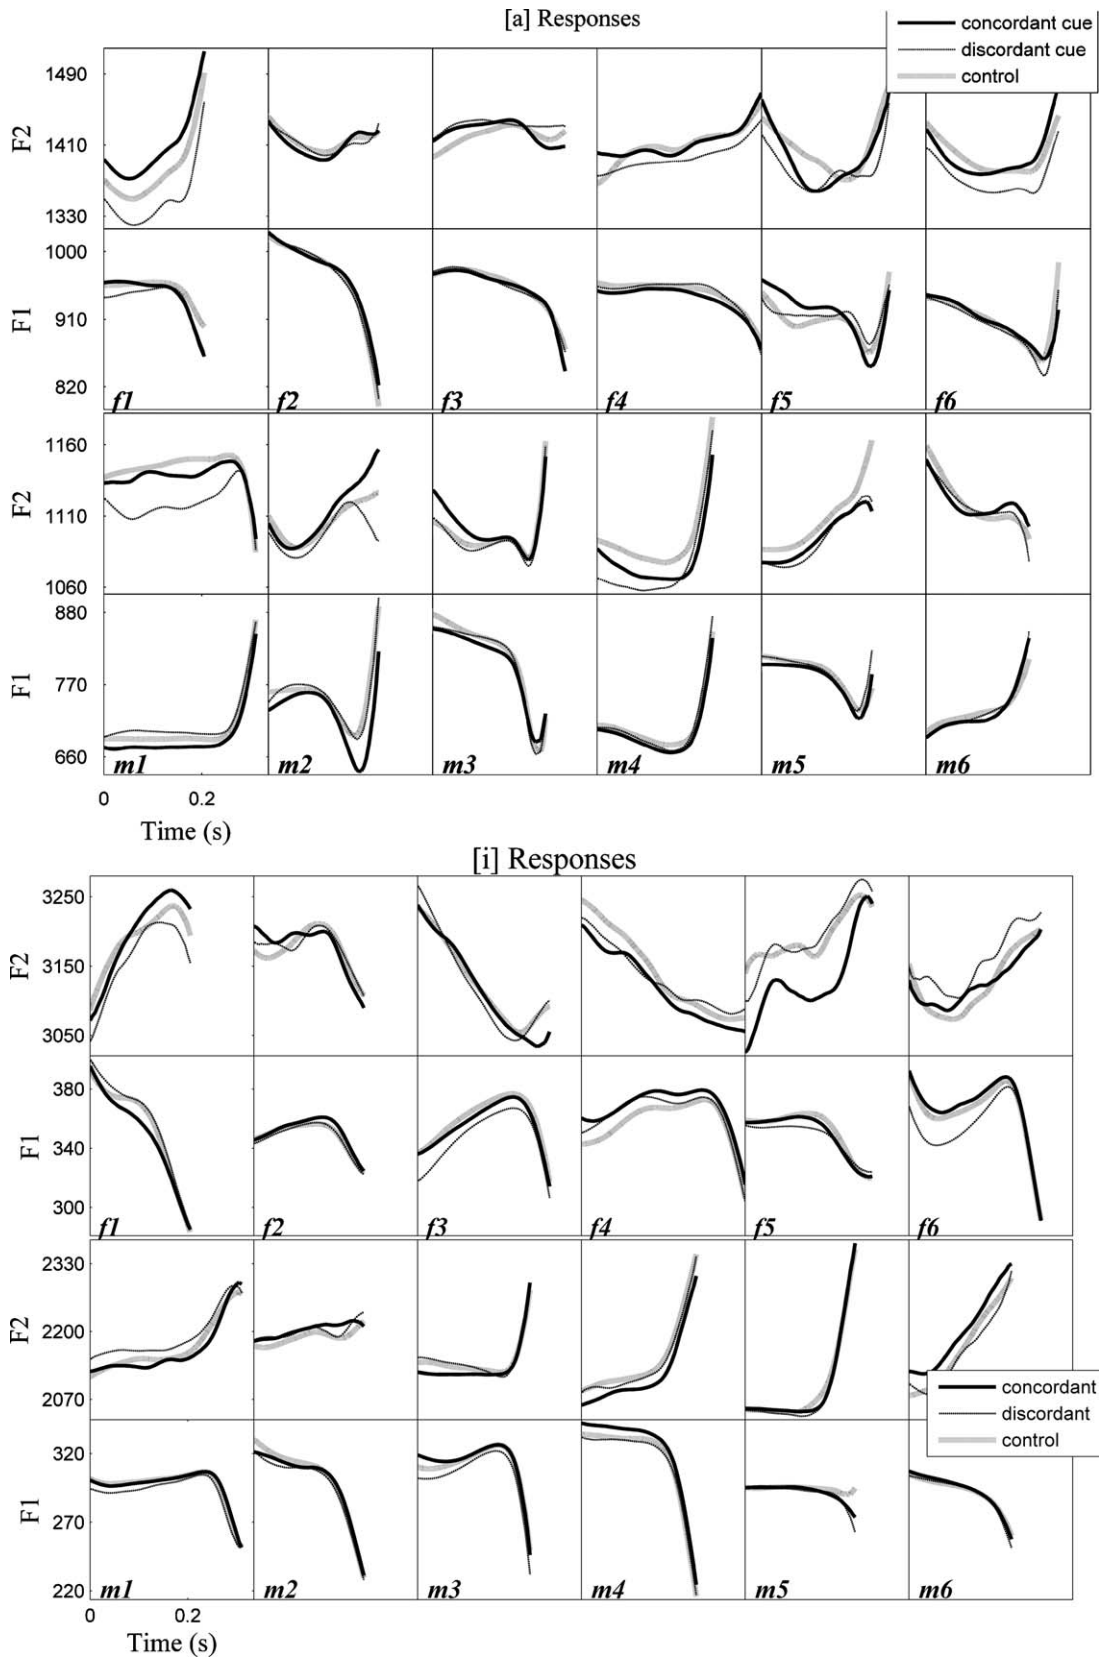 [a] Responses
concordant cue
discordant cue
control
F2
1490
1410
1330
F1
1000
910
820
f1 f2 f3 f4 f5 f6
F2
1160
1110
1060
F1
880
770
660
m1 m2 m3 m4 m5 m6
0 0.2
Time (s)
[i] Responses
F2
3250
3150
3050
F1
380
340
300
f1 f2 f3 f4 f5 f6
F2
2330
2200
2070
concordant
discordant
control
F1
320
270
220
m1 m2 m3 m4 m5 m6
0 0.2
Time (s)